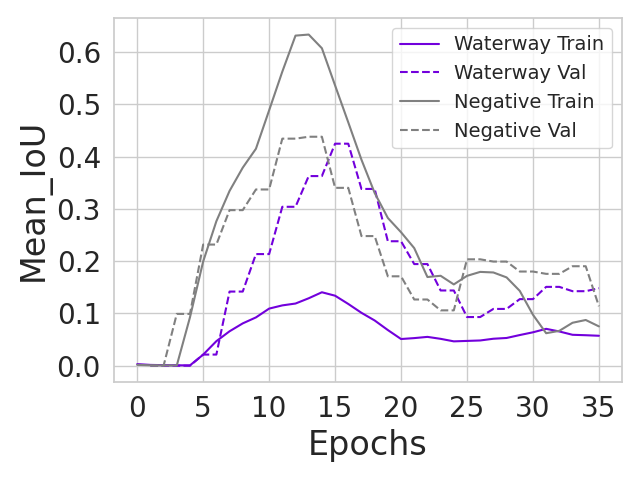 Mean_IoU
0.6
0.5
0.4
0.3
0.2
0.1
0.0
Waterway Train
Waterway Val
Negative Train
Negative Val
0 5 10 15 20 25 30 35
Epochs